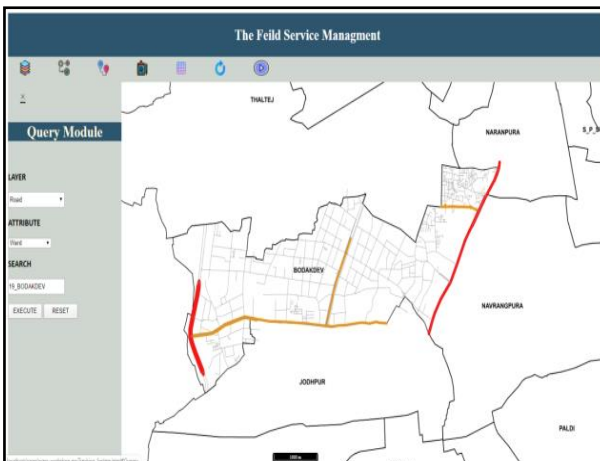 The Feild Service Managment
X
Query Module
LAYER
Road
ATTRIBUTE
Ward
SEARCH
19_BODAKDEV
EXECUTE RESET
THALTEJ
NARANPURA
BODAKDEV
NAVRANGPURA
JODHPUR
PALDI